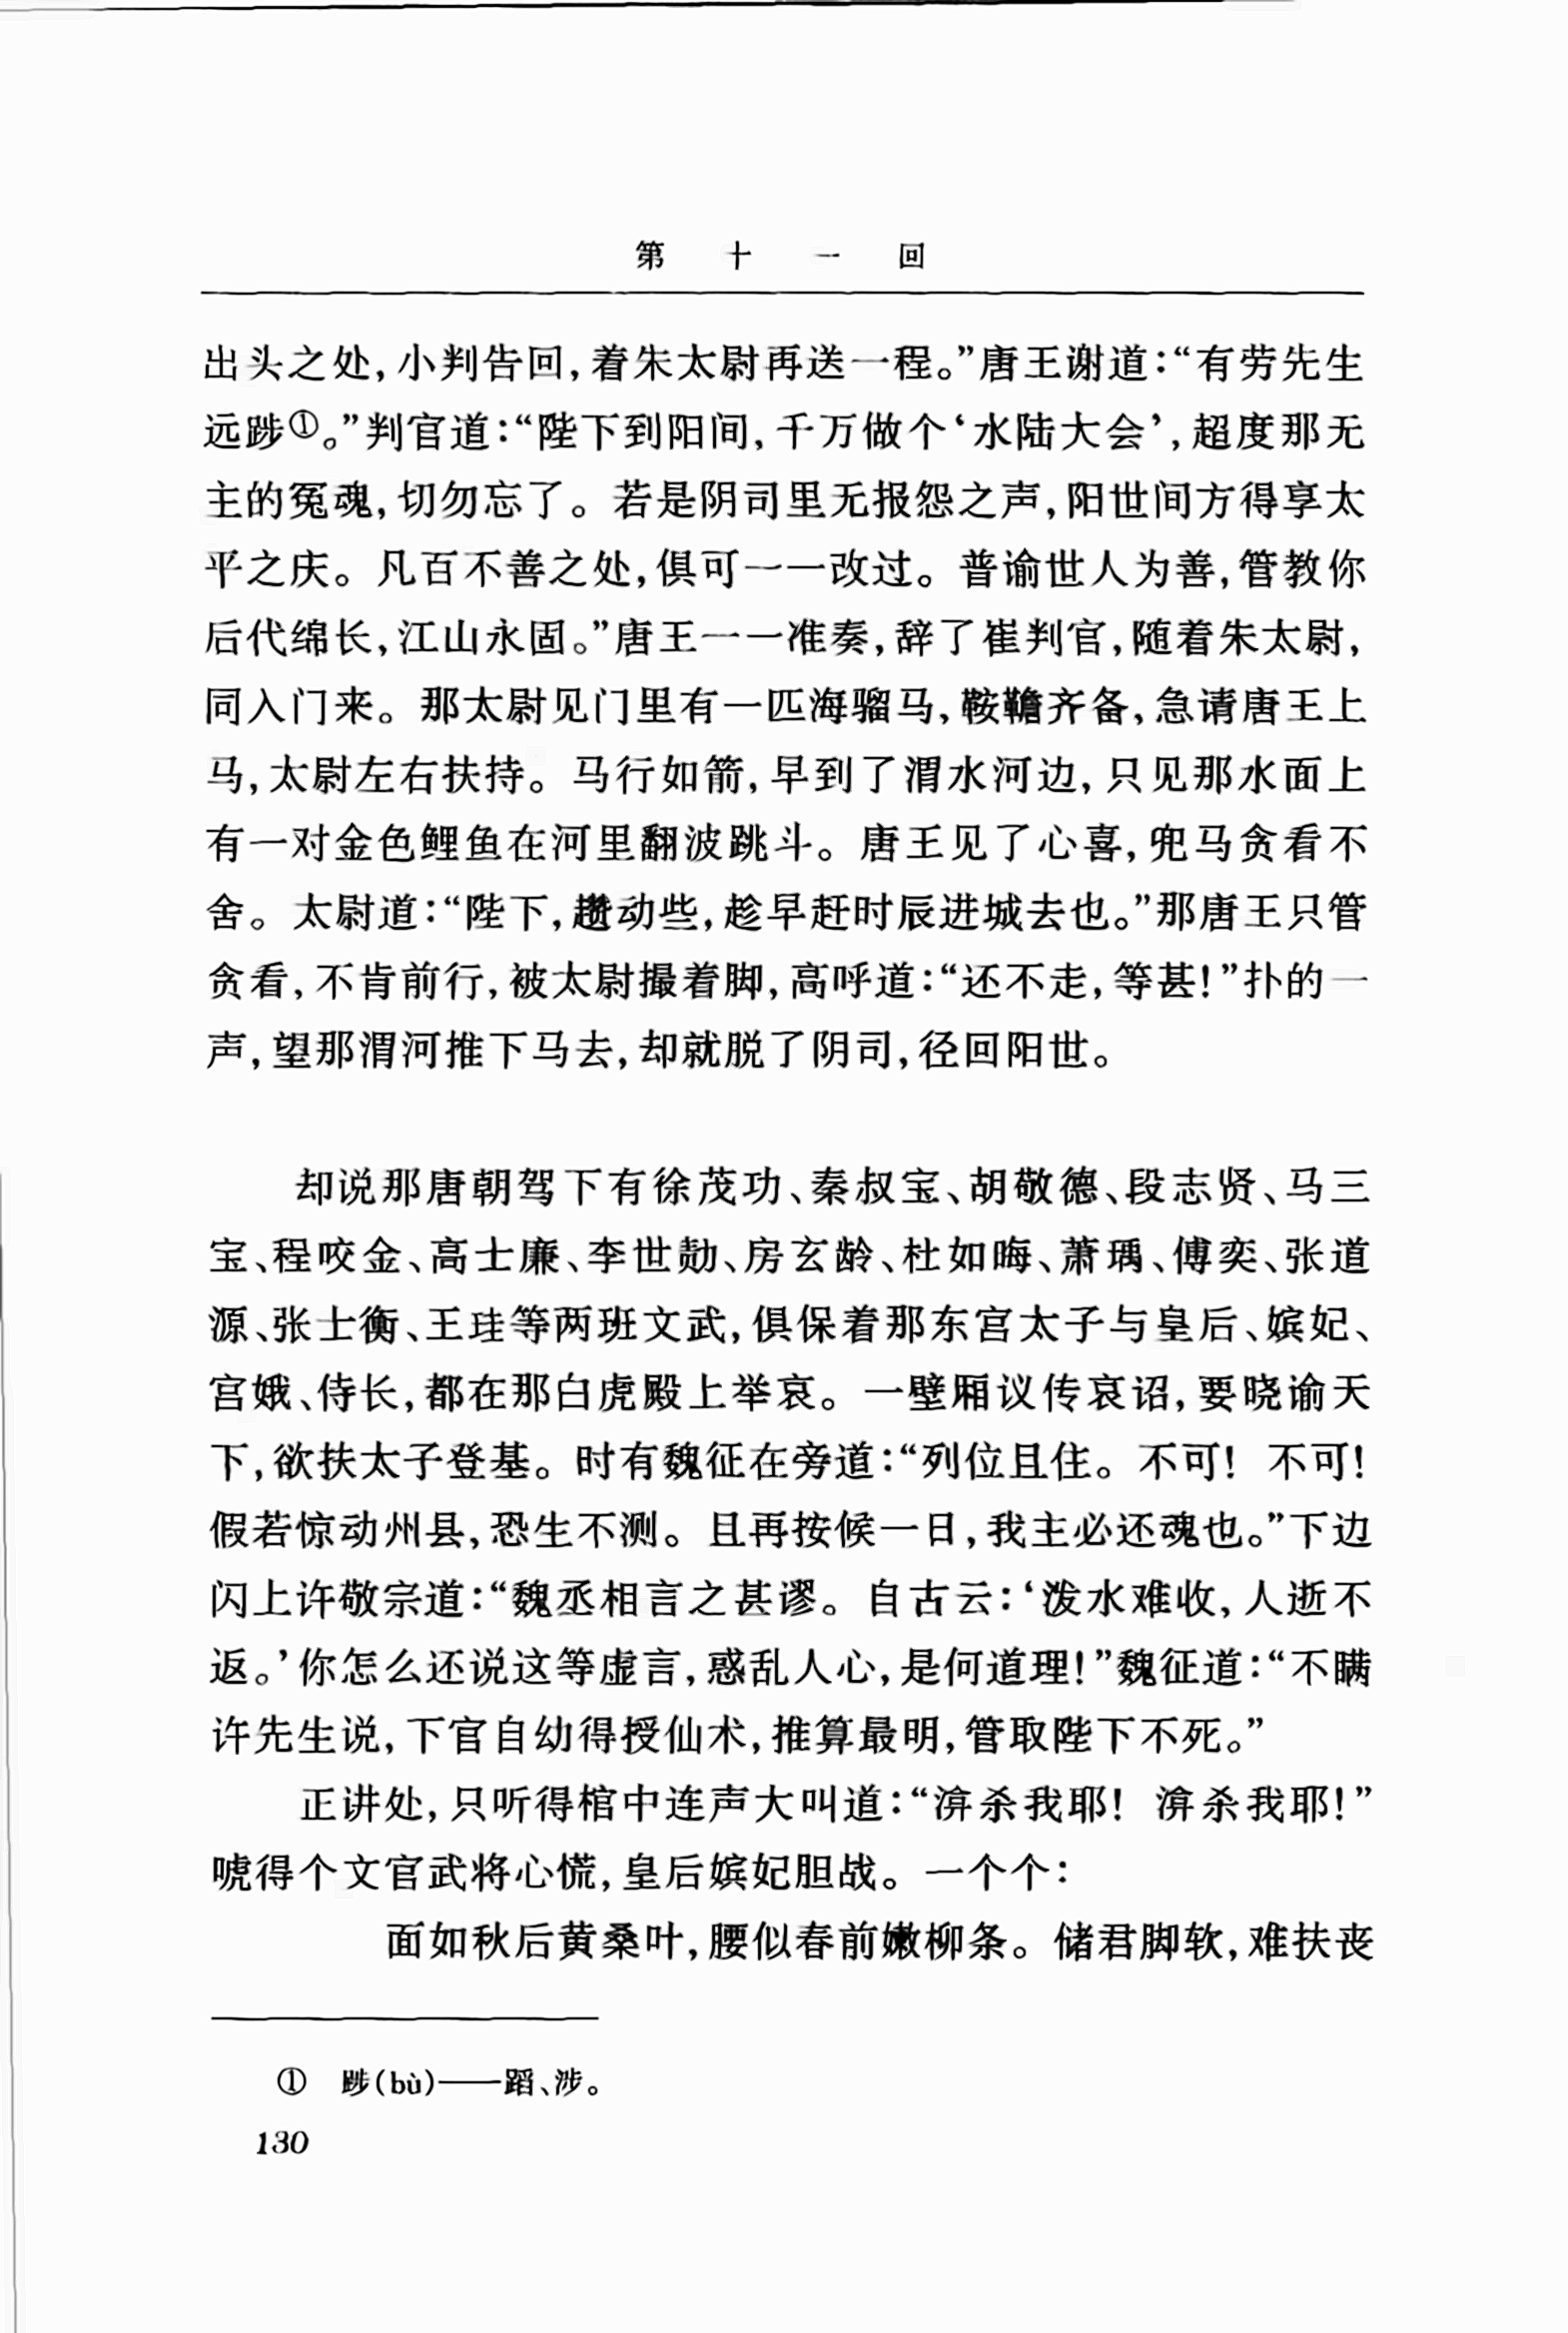 第十一回
出头之处,小判告回,着朱太尉再送一程。”唐王谢道:“有劳先生
远踄①。”判官道:“陛下到阳间,千万做个‘水陆大会’,超度那无
主的冤魂,切勿忘了。若是阴司里无报怨之声,阳世间方得享太
平之庆。凡百不善之处,俱可一一改过。普谕世人为善,管教你
后代绵长,江山永固。”唐王一一准奏,辞了崔判官,随着朱太尉,
同入门来。那太尉见门里有一匹海骝马,鞍韂齐备,急请唐王上
马,太尉左右扶持。马行如箭,早到了渭水河边,只见那水面上
有一对金色鲤鱼在河里翻波跳斗。唐王见了心喜,兜马贪看不
舍。太尉道:“陛下,趱动些,趁早赶时辰进城去也。”那唐王只管
贪看,不肯前行,被太尉撮着脚,高呼道:“还不走,等甚!”扑的一
声,望那渭河推下马去,却就脱了阴司,径回阳世。
却说那唐朝驾下有徐茂功、秦叔宝、胡敬德、段志贤、马三
宝、程咬金、高士廉、李世勣、房玄龄、杜如晦、萧瑀、傅奕、张道
源、张士衡、王珪等两班文武,俱保着那东宫太子与皇后、嫔妃、
宫娥、侍长,都在那白虎殿上举哀。一壁厢议传哀诏,要晓谕天
下,欲扶太子登基。时有魏征在旁道:“列位且住。不可! 不可!
假若惊动州县,恐生不测。且再按候一日,我主必还魂也。”下边
闪上许敬宗道:“魏丞相言之甚谬。自古云:‘泼水难收,人逝不
返。’你怎么还说这等虚言,惑乱人心,是何道理!”魏征道:“不瞒
许先生说,下官自幼得授仙术,推算最明,管取陛下不死。”
正讲处,只听得棺中连声大叫道:“渰杀我耶! 渰杀我耶!”
唬得个文官武将心慌,皇后嫔妃胆战。一个个:
面如秋后黄桑叶,腰似春前嫩柳条。储君脚软,难扶丧
① 踄(bù)——蹈、涉。
130